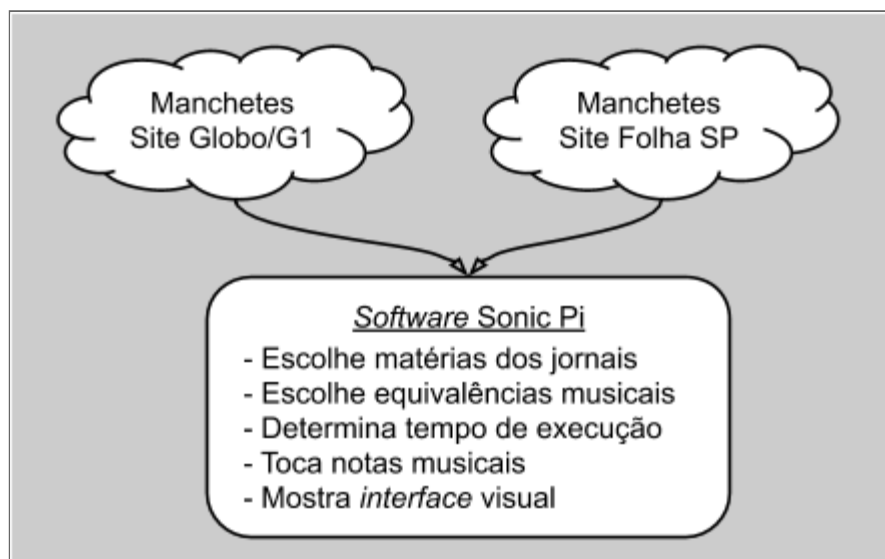 Manchetes
Site Globo/G1
Manchetes
Site Folha SP
Software Sonic Pi
- Escolhe matérias dos jornais
- Escolhe equivalências musicais
- Determina tempo de execução
- Toca notas musicais
- Mostra interface visual